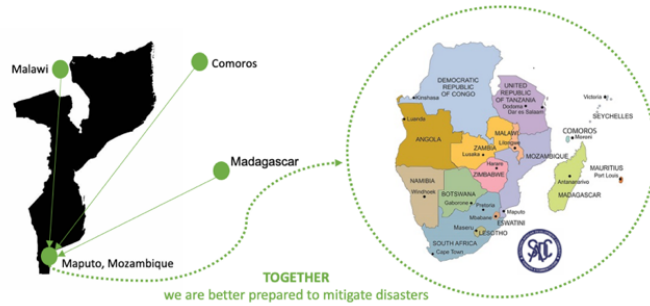 Malawi
Comoros
Madagascar
Maputo, Mozambique
TOGETHER
we are better prepared to mitigate disasters
DEMOCRATIC
REPUBLIC
OF CONGO
Kinshasa
UNITED
REPUBLIC
OF TANZANIA
Dodoma
Dar es Salaam
Victoria
SEYCHELLES
Luanda
ANGOLA
MALAWI
Lilongwe
COMOROS
Moroni
ZAMBIA
Lusaka
MOZAMBIQUE
Harare
ZIMBABWE
MAURITIUS
Port Louis
Antananarivo
MADAGASCAR
NAMIBIA
Windhoek
BOTSWANA
Gaborone
Pretoria
Maputo
Mbabane
ESWATINI
Maseru
LESOTHO
SOUTH AFRICA
Cape Town
SADC